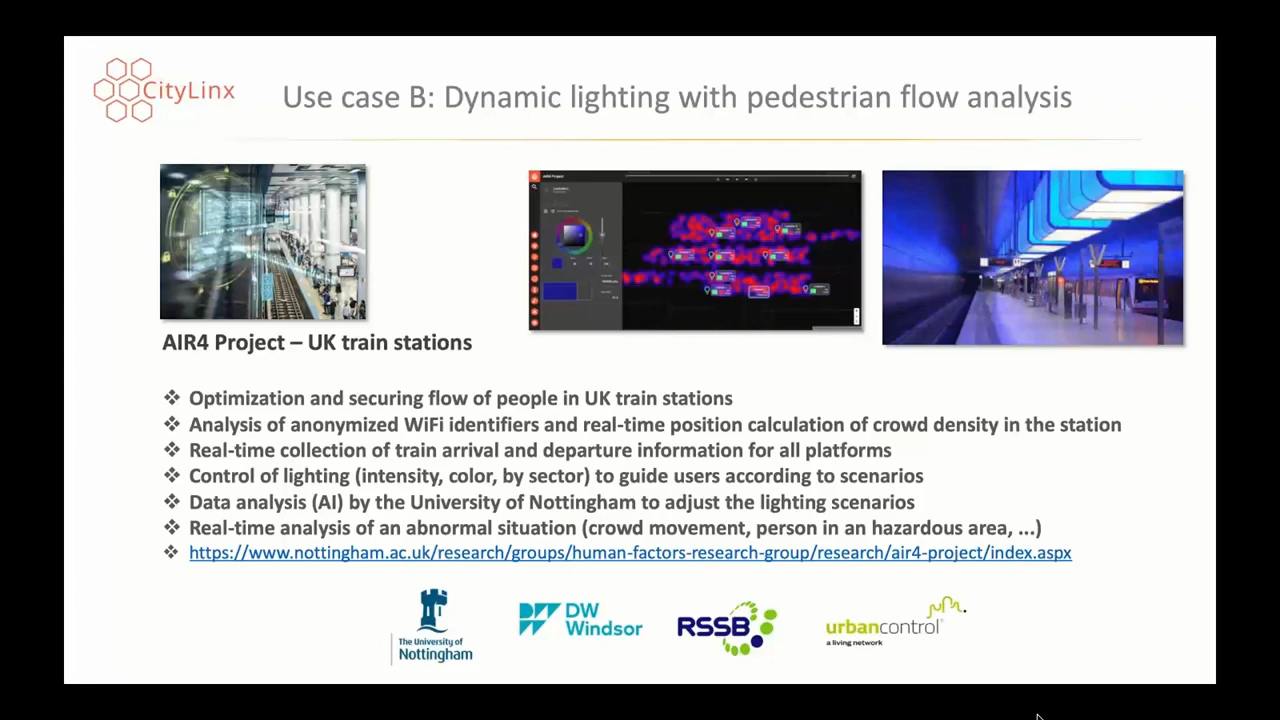 CityLinx
Use case B: Dynamic lighting with pedestrian flow analysis
AIR4 Project
AIR4 Project – UK train stations
❖ Optimization and securing flow of people in UK train stations
❖ Analysis of anonymized WiFi identifiers and real-time position calculation of crowd density in the station
❖ Real-time collection of train arrival and departure information for all platforms
❖ Control of lighting (intensity, color, by sector) to guide users according to scenarios
❖ Data analysis (AI) by the University of Nottingham to adjust the lighting scenarios
❖ Real-time analysis of an abnormal situation (crowd movement, person in an hazardous area, ...)
❖ https://www.nottingham.ac.uk/research/groups/human-factors-research-group/research/air4-project/index.aspx
The University of
Nottingham
DW
Windsor
RSSB
urbancontrol
a living network